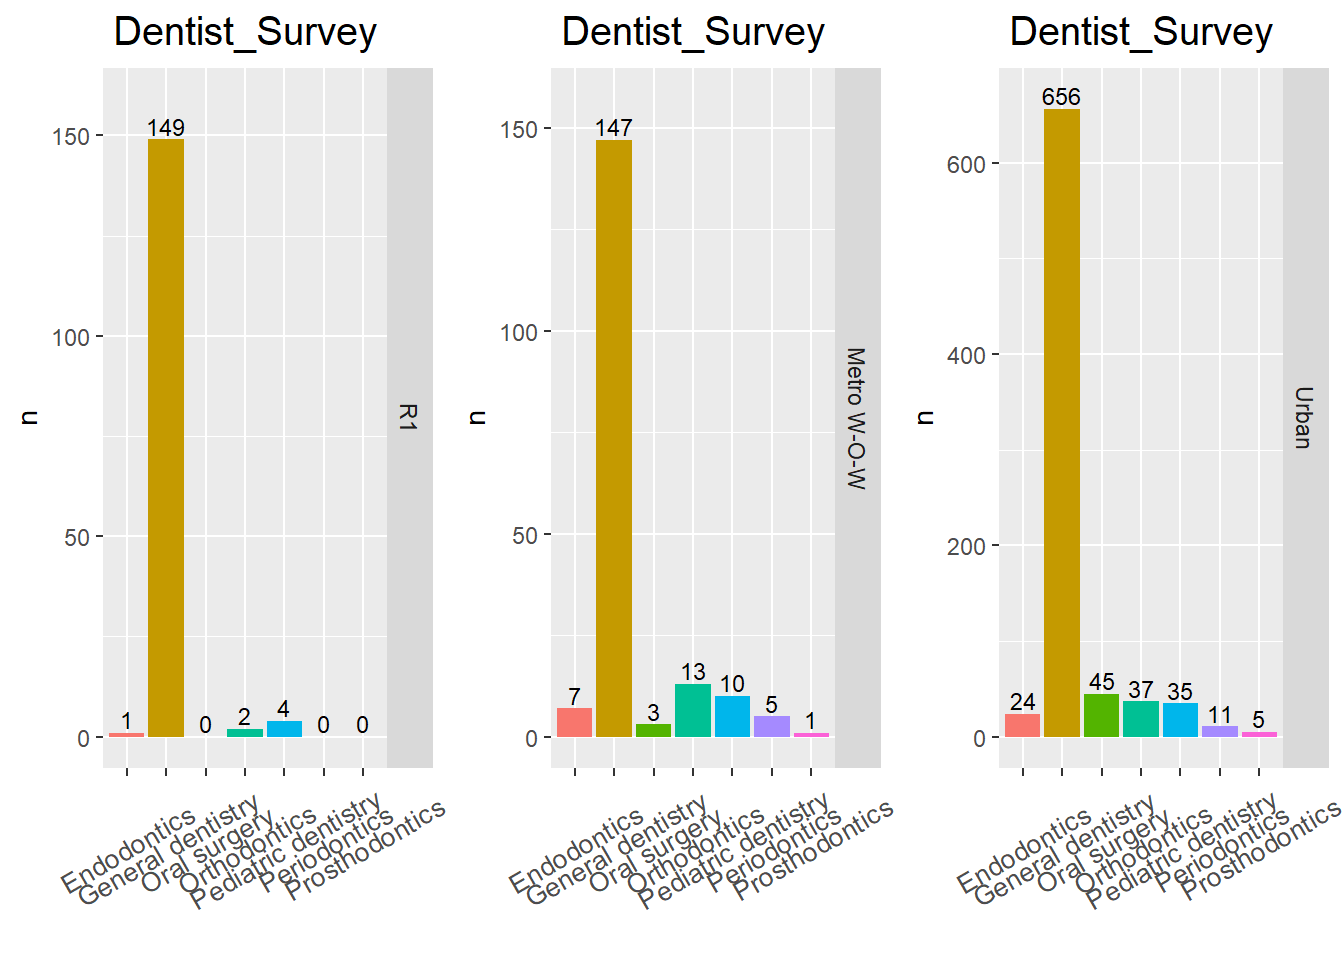 Dentist_Survey
n
150
100
50
0
1
149
0
2
4
0
0
R1
Endodontics
General dentistry
Oral surgery
Orthodontics
Pediatric dentistry
Periodontics
Prosthodontics
Dentist_Survey
n
150
100
50
0
7
147
3
13
10
5
1
Metro W-O-W
Endodontics
General dentistry
Oral surgery
Orthodontics
Pediatric dentistry
Periodontics
Prosthodontics
Dentist_Survey
n
600
400
200
0
24
656
45
37
35
11
5
Urban
Endodontics
General dentistry
Oral surgery
Orthodontics
Pediatric dentistry
Periodontics
Prosthodontics